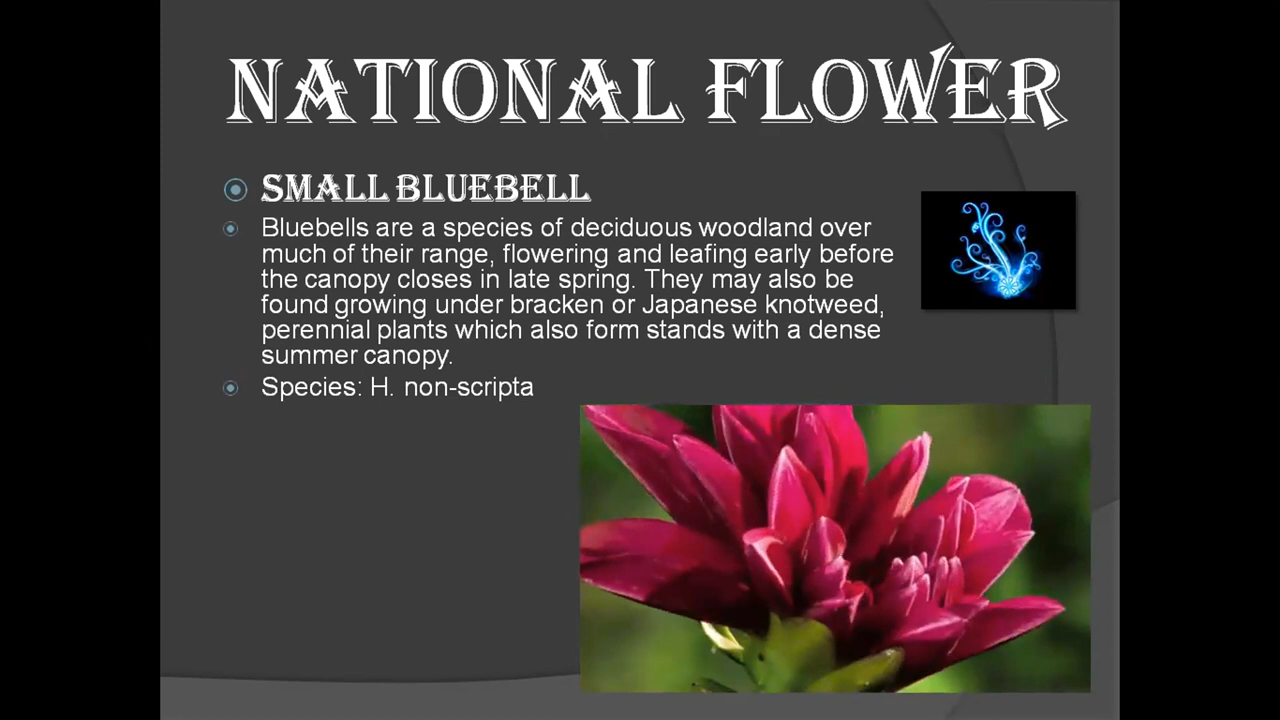 NATIONAL FLOWER
SMALL BLUEBELL
Bluebells are a species of deciduous woodland over
much of their range, flowering and leafing early before
the canopy closes in late spring. They may also be
found growing under bracken or Japanese knotweed,
perennial plants which also form stands with a dense
summer canopy.
Species: H. non-scripta